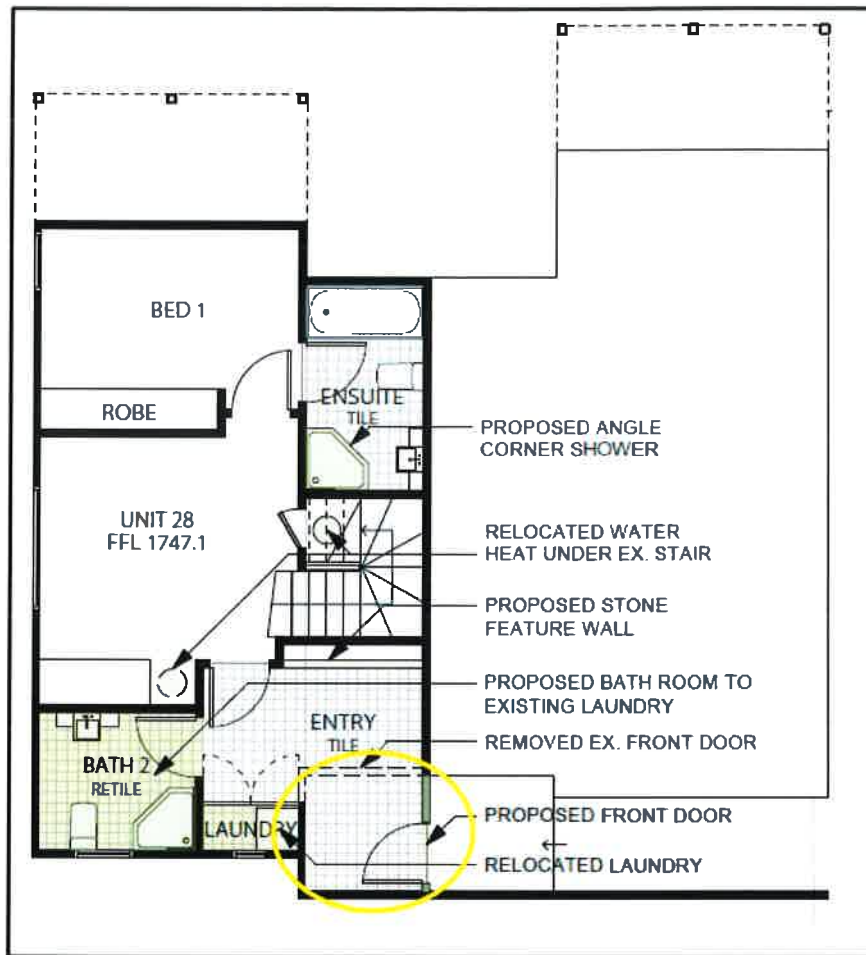 BED 1
ROBE
ENSUITE
TILE
PROPOSED ANGLE
CORNER SHOWER
UNIT 28
FFL 1747.1
RELOCATED WATER
HEAT UNDER EX. STAIR
PROPOSED STONE
FEATURE WALL
PROPOSED BATH ROOM TO
EXISTING LAUNDRY
ENTRY
TILE
REMOVED EX. FRONT DOOR
BATH 2
RETILE
LAUNDRY
PROPOSED FRONT DOOR
RELOCATED LAUNDRY